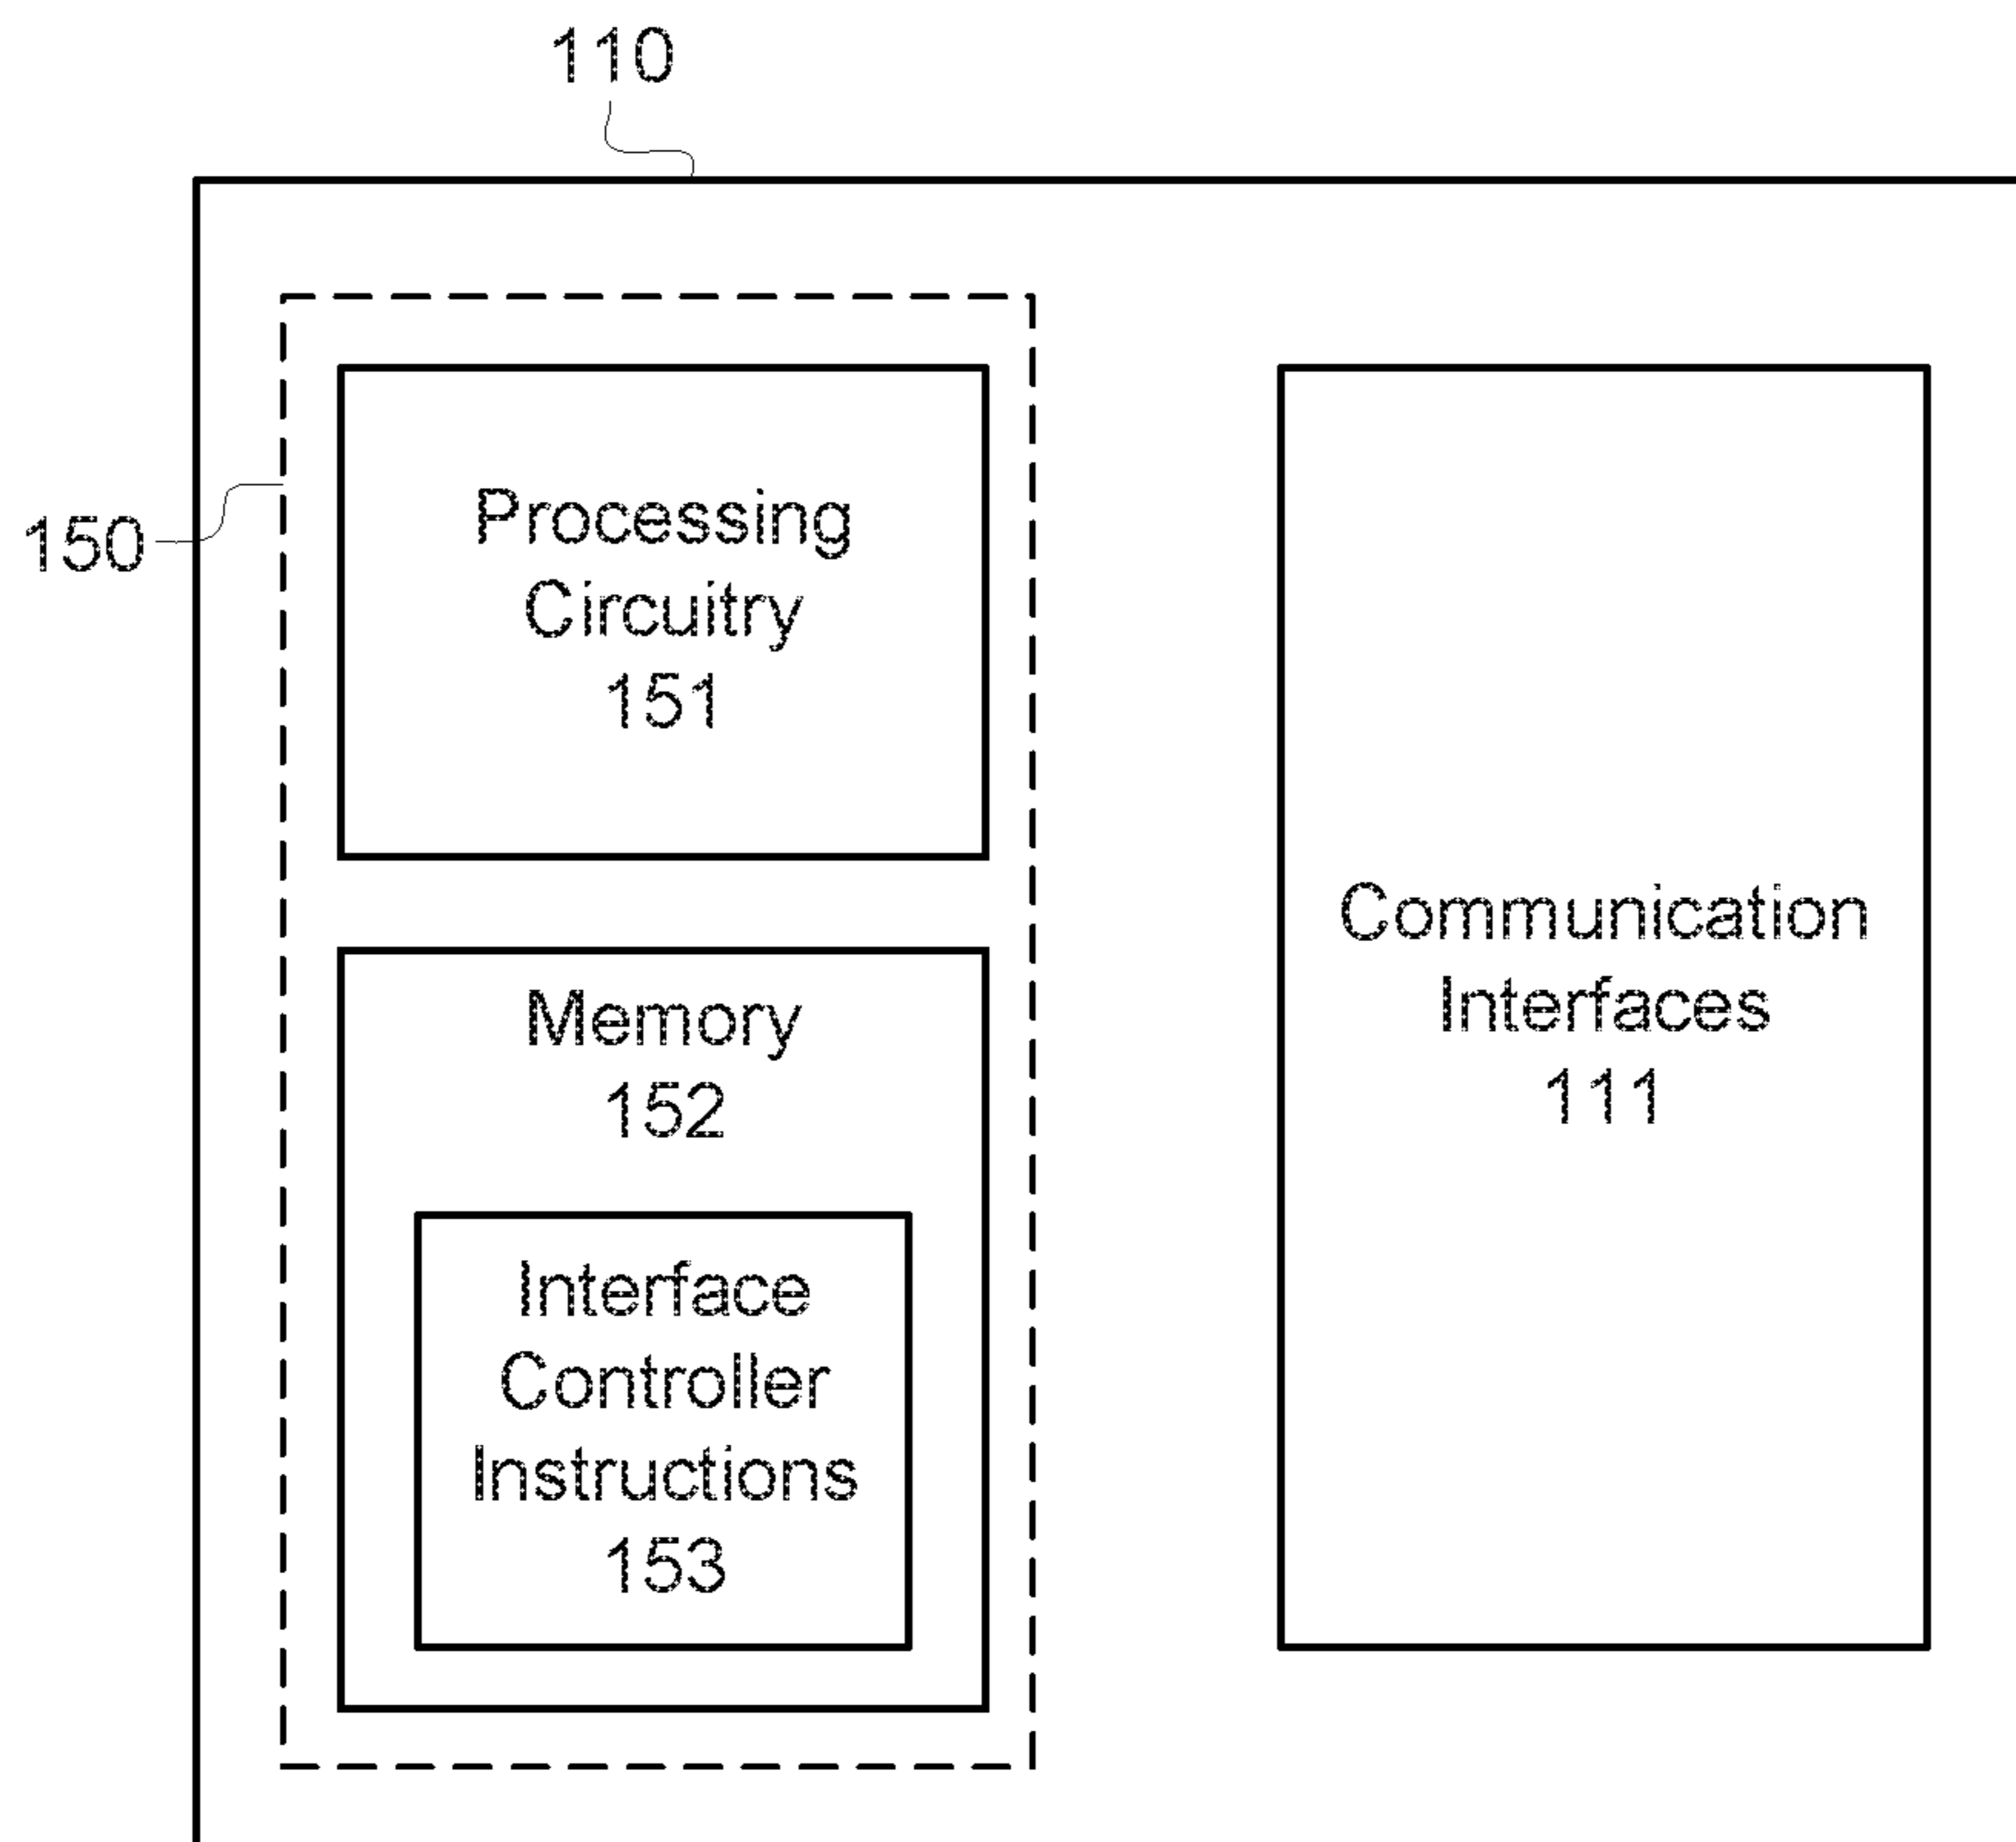 110
150
Processing
Circuitry
151
Memory
152
Interface
Controller
Instructions
153
Communication
Interfaces
111